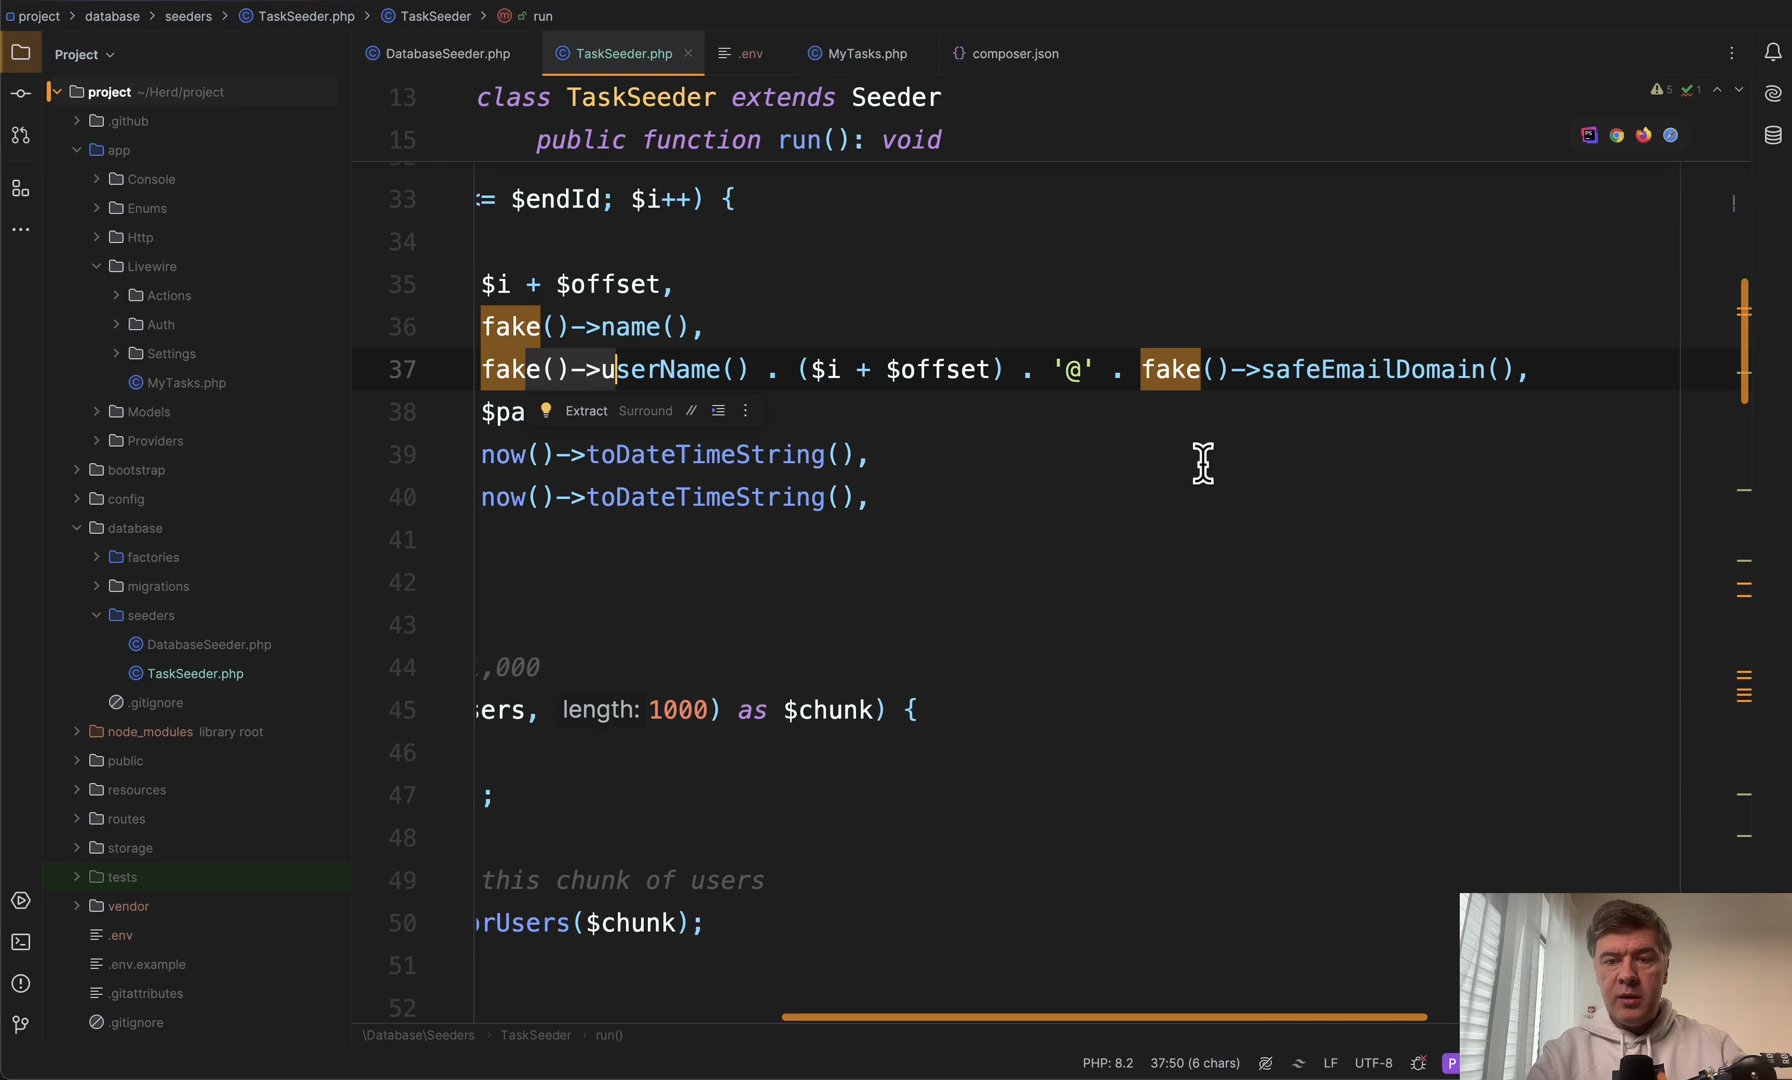 project > database > seeders > TaskSeeder.php > TaskSeeder > run
Project
DatabaseSeeder.php
TaskSeeder.php
.env
MyTasks.php
composer.json
project ~/Herd/project
.github
app
Console
Enums
Http
Livewire
Actions
Auth
Settings
MyTasks.php
Models
Providers
bootstrap
config
database
factories
migrations
seeders
DatabaseSeeder.php
TaskSeeder.php
.gitignore
node_modules library root
public
resources
routes
storage
tests
vendor
.env
.env.example
.gitattributes
.gitignore
5 1
13 class TaskSeeder extends Seeder
15 public function run(): void
33 <= $endId; $i++) {
34
35 $i + $offset,
36 fake()->name(),
37 fake()->userName() . ($i + $offset) . '@' . fake()->safeEmailDomain(),
38 $pa
Extract Surround //
39 now()->toDateTimeString(),
40 now()->toDateTimeString(),
41
42
43
44 ,000
45 sers, length: 1000) as $chunk) {
46
47 ;
48
49 this chunk of users
50 orUsers($chunk);
51
52
\Database\Seeders > TaskSeeder > run()
PHP: 8.2 37:50 (6 chars) LF UTF-8 P